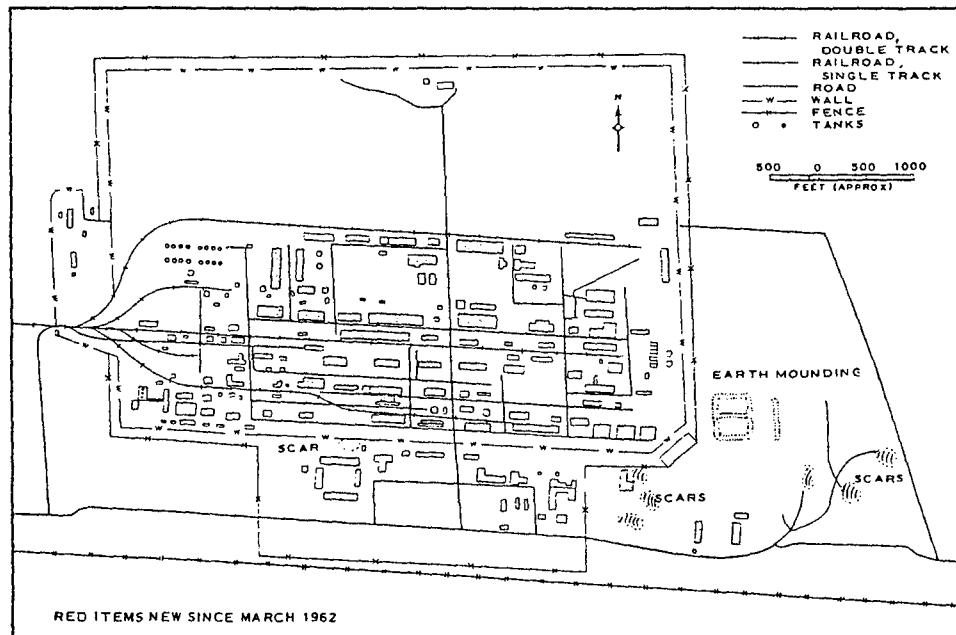 RAILROAD,
DOUBLE TRACK
RAILROAD,
SINGLE TRACK
ROAD
W WALL
FENCE
TANKS
N
500 0 500 1000
FEET (APPROX)
EARTH MOUNDING
SCAR
SCARS
SCARS
RED ITEMS NEW SINCE MARCH 1962